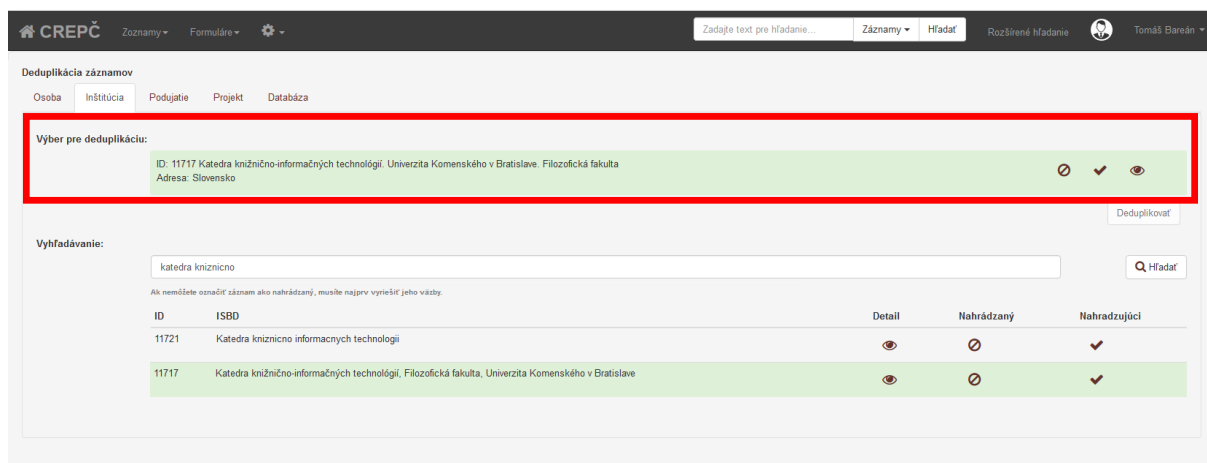 CREPČ Zoznamy Formuláre Zadajte text pre hľadanie... Záznamy Hľadať Rozšírené hľadanie Tomáš Bareán
Deduplikácia záznamov
Osoba Inštitúcia Podujatie Projekt Databáza
Výber pre deduplikáciu:
ID: 11717 Katedra knižnično-informačných technológií. Univerzita Komenského v Bratislave. Filozofická fakulta
Adresa: Slovensko
Deduplikovať
Vyhľadávanie:
katedra kniznicno Hľadať
Ak nemôžete označiť záznam ako nahrádzaný, musíte najprv vyriešiť jeho väzby.
ID ISBD Detail Nahrádzaný Nahradzujúci
11721 Katedra kniznicno informacnych technologii
11717 Katedra knižnično-informačných technológií, Filozofická fakulta, Univerzita Komenského v Bratislave